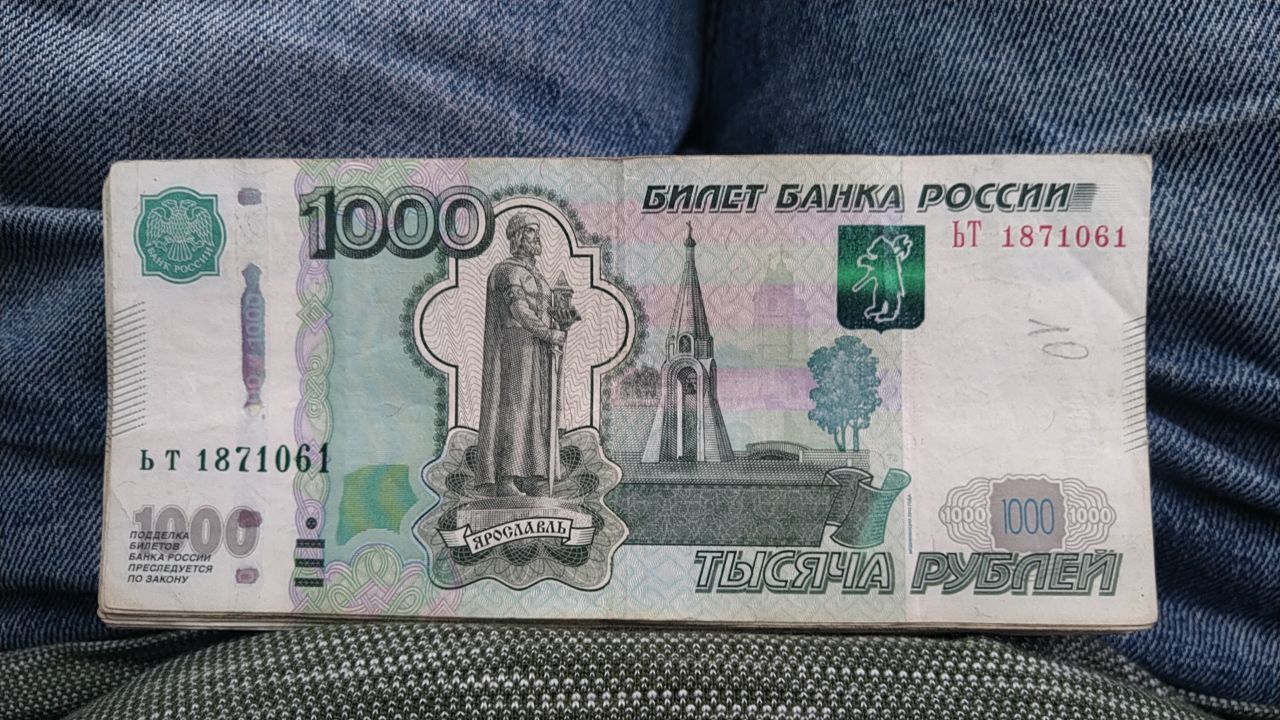 БАНК РОССИИ
1000
БИЛЕТ БАНКА РОССИИ
ЬТ 1871061
ЬТ 1871061
1000
ПОДДЕЛКА
БИЛЕТОВ
БАНКА РОССИИ
ПРЕСЛЕДУЕТСЯ
ПО ЗАКОНУ
ЯРОСЛАВЛЬ
1000 1000 1000
ТЫСЯЧА РУБЛЕЙ